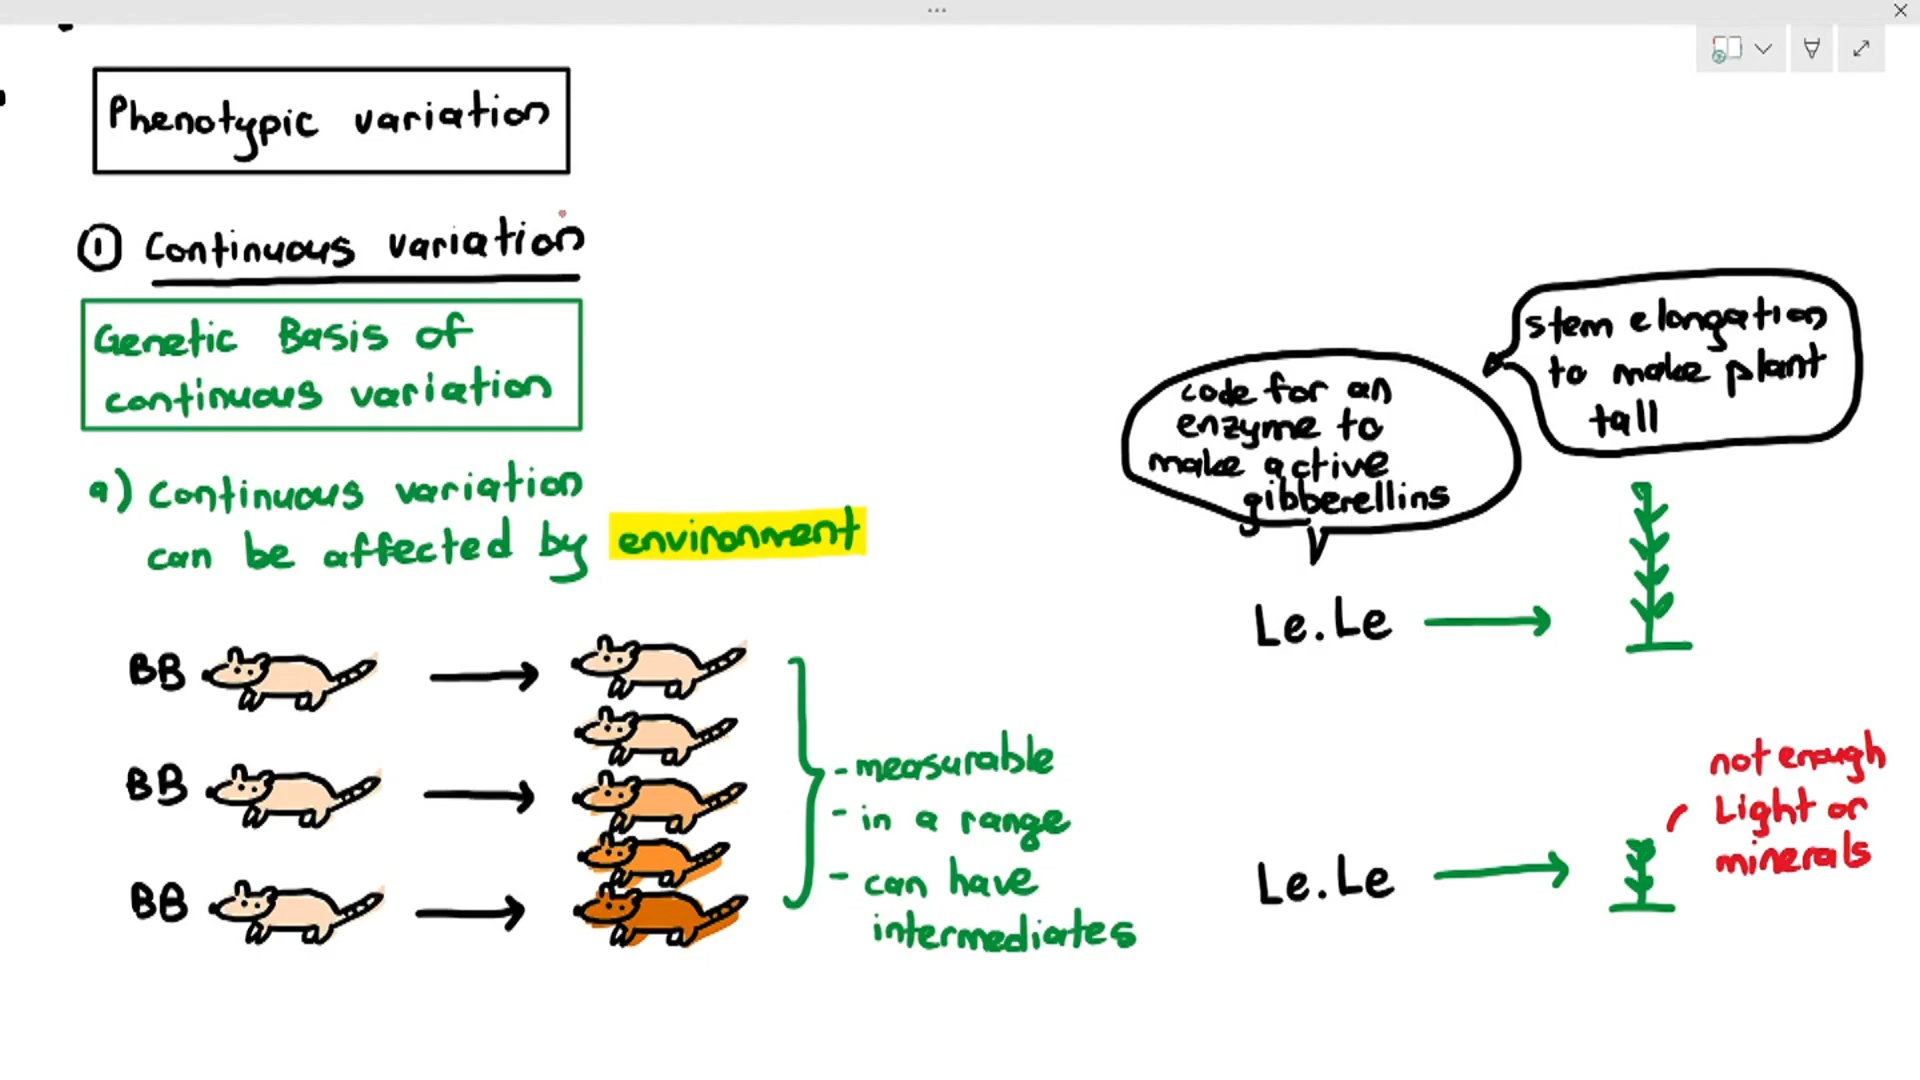 Phenotypic variation
① Continuous variation
Genetic Basis of
continuous variation
a) continuous variation
can be affected by environment
BB
BB
BB
- measurable
- in a range
- can have
intermediates
code for an
enzyme to
make active
gibberellins
stem elongation
to make plant
tall
Le.Le
Le.Le
not enough
Light or
minerals